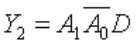 Y₂ = A₁A̅₀D